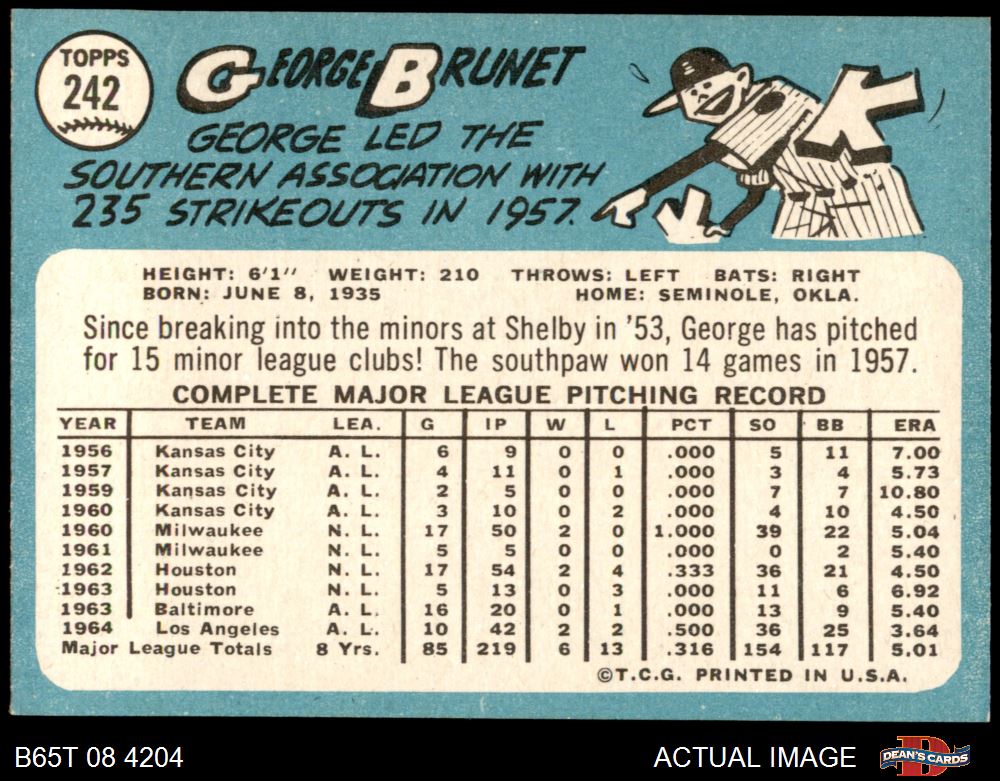 TOPPS
242
GEORGE BRUNET
GEORGE LED THE
SOUTHERN ASSOCIATION WITH
235 STRIKEOUTS IN 1957.
K
K
K
HEIGHT: 6'1" WEIGHT: 210 THROWS: LEFT BATS: RIGHT
BORN: JUNE 8, 1935 HOME: SEMINOLE, OKLA.
Since breaking into the minors at Shelby in '53, George has pitched
for 15 minor league clubs! The southpaw won 14 games in 1957.
COMPLETE MAJOR LEAGUE PITCHING RECORD
YEAR TEAM LEA. G IP W L PCT SO BB ERA
1956 Kansas City A. L. 6 9 0 0 .000 5 11 7.00
1957 Kansas City A. L. 4 11 0 1 .000 3 4 5.73
1959 Kansas City A. L. 2 5 0 0 .000 7 7 10.80
1960 Kansas City A. L. 3 10 0 2 .000 4 10 4.50
1960 Milwaukee N. L. 17 50 2 0 1.000 39 22 5.04
1961 Milwaukee N. L. 5 5 0 0 .000 0 2 5.40
1962 Houston N. L. 17 54 2 4 .333 36 21 4.50
1963 Houston N. L. 5 13 0 3 .000 11 6 6.92
1963 Baltimore A. L. 16 20 0 1 .000 13 9 5.40
1964 Los Angeles A. L. 10 42 2 2 .500 36 25 3.64
Major League Totals 8 Yrs. 85 219 6 13 .316 154 117 5.01
©T.C.G. PRINTED IN U.S.A.
B65T 08 4204 ACTUAL IMAGE DEAN'S CARDS